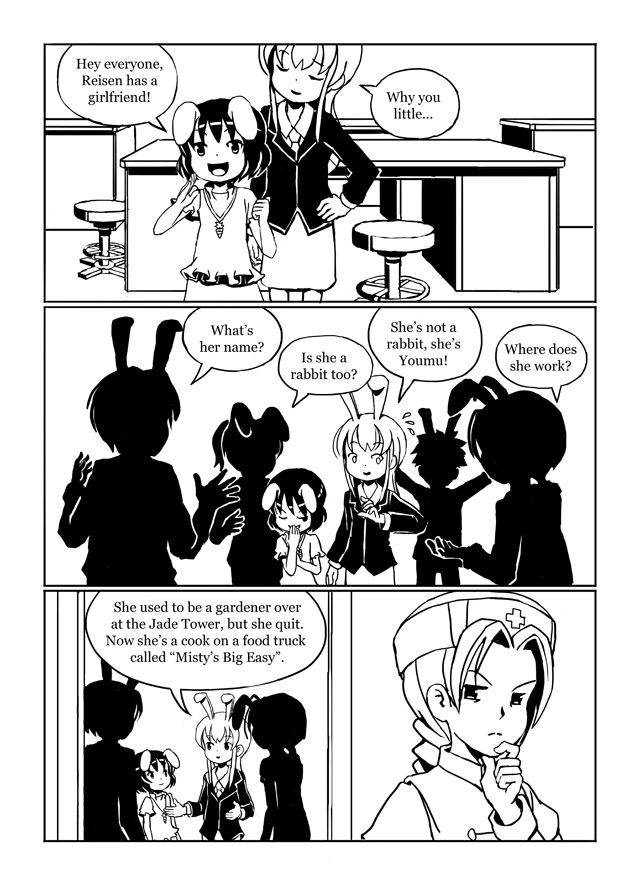 Hey everyone,
Reisen has a
girlfriend!
Why you
little...
What's
her name?
Is she a
rabbit too?
She's not a
rabbit, she's
Youmu!
Where does
she work?
She used to be a gardener over
at the Jade Tower, but she quit.
Now she's a cook on a food truck
called “Misty's Big Easy”.